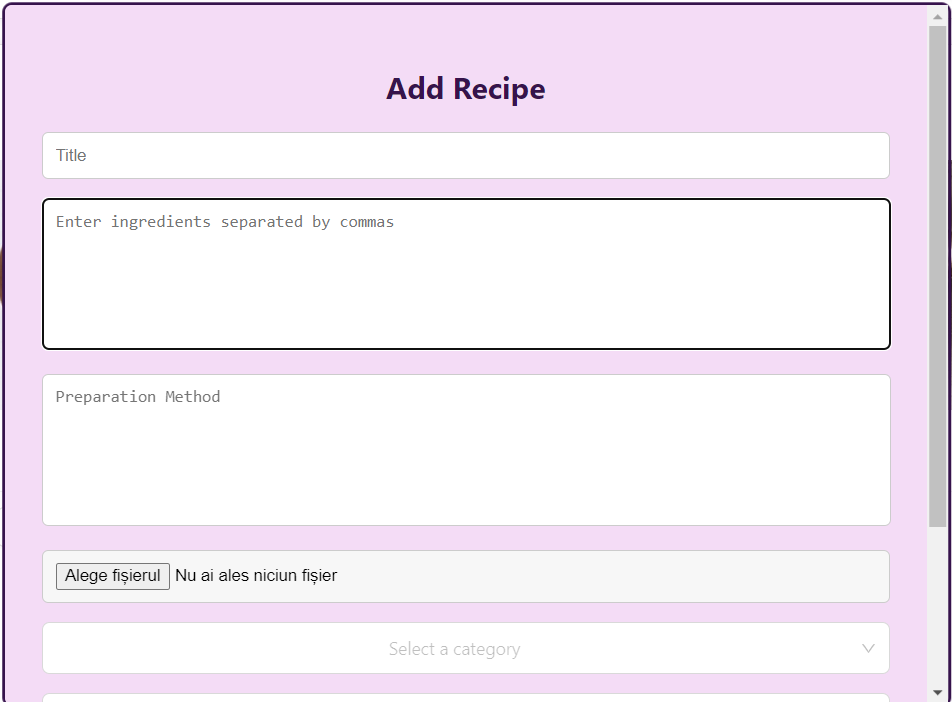 Add Recipe
Title
Enter ingredients separated by commas
Preparation Method
Alege fișierul Nu ai ales niciun fișier
Select a category